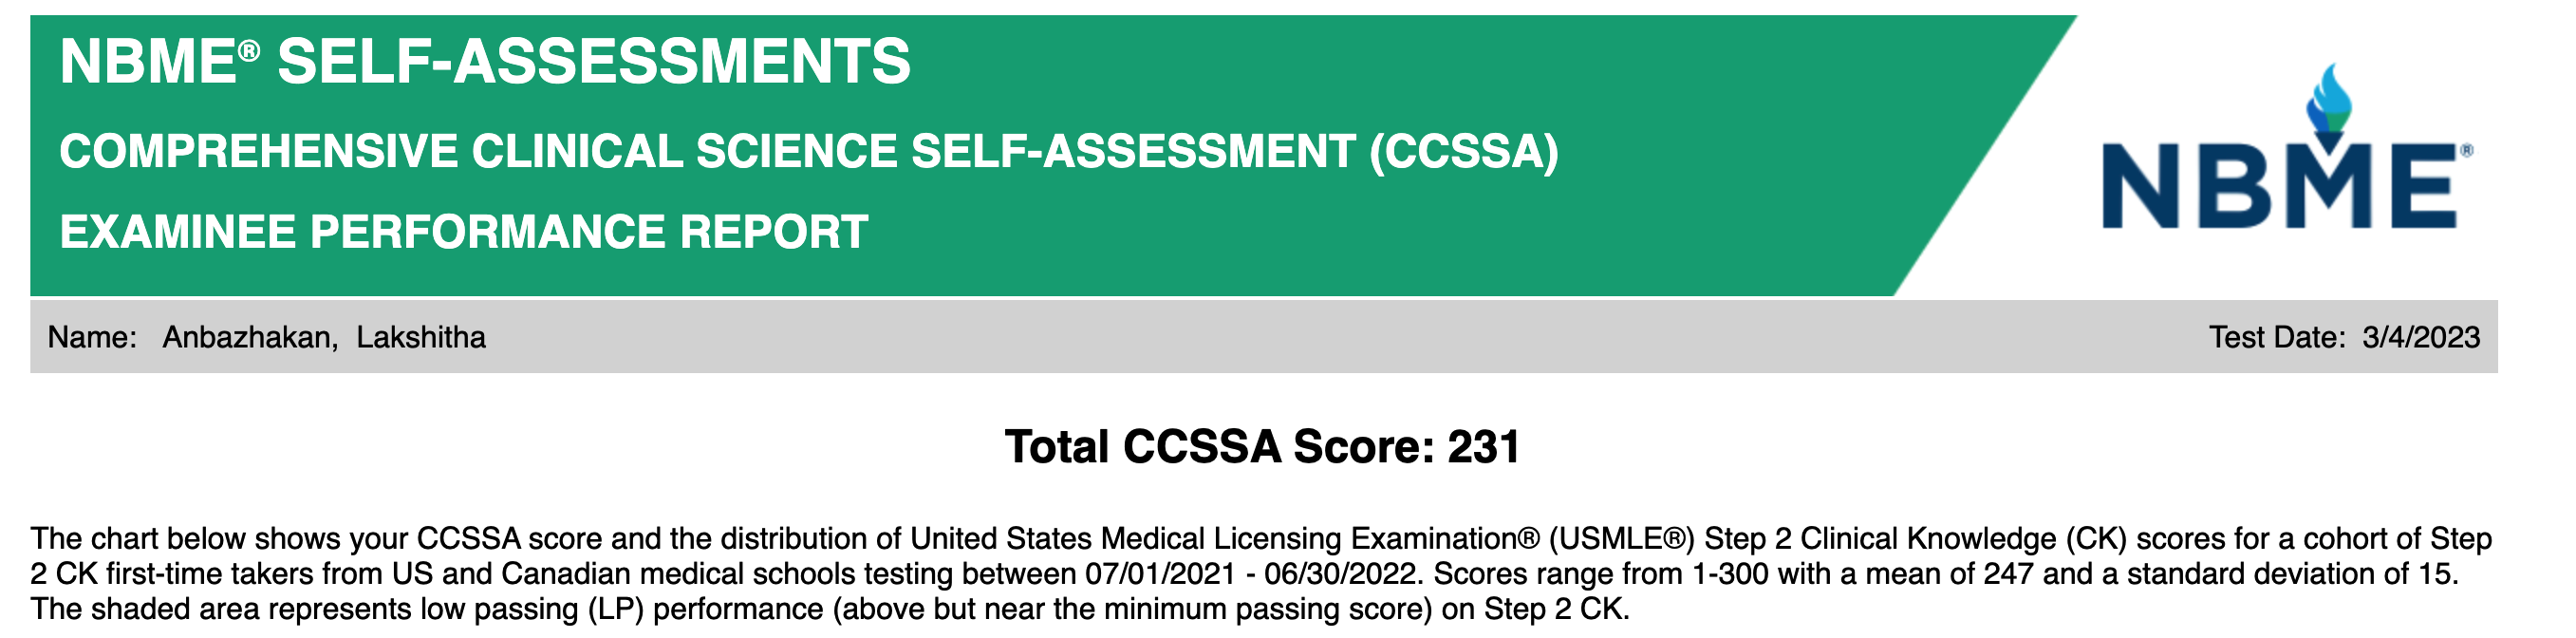 NBME® SELF-ASSESSMENTS
COMPREHENSIVE CLINICAL SCIENCE SELF-ASSESSMENT (CCSSA)
EXAMINEE PERFORMANCE REPORT
NBME®
Name: Anbazhakan, Lakshitha Test Date: 3/4/2023
Total CCSSA Score: 231
The chart below shows your CCSSA score and the distribution of United States Medical Licensing Examination® (USMLE®) Step 2 Clinical Knowledge (CK) scores for a cohort of Step
2 CK first-time takers from US and Canadian medical schools testing between 07/01/2021 - 06/30/2022. Scores range from 1-300 with a mean of 247 and a standard deviation of 15.
The shaded area represents low passing (LP) performance (above but near the minimum passing score) on Step 2 CK.